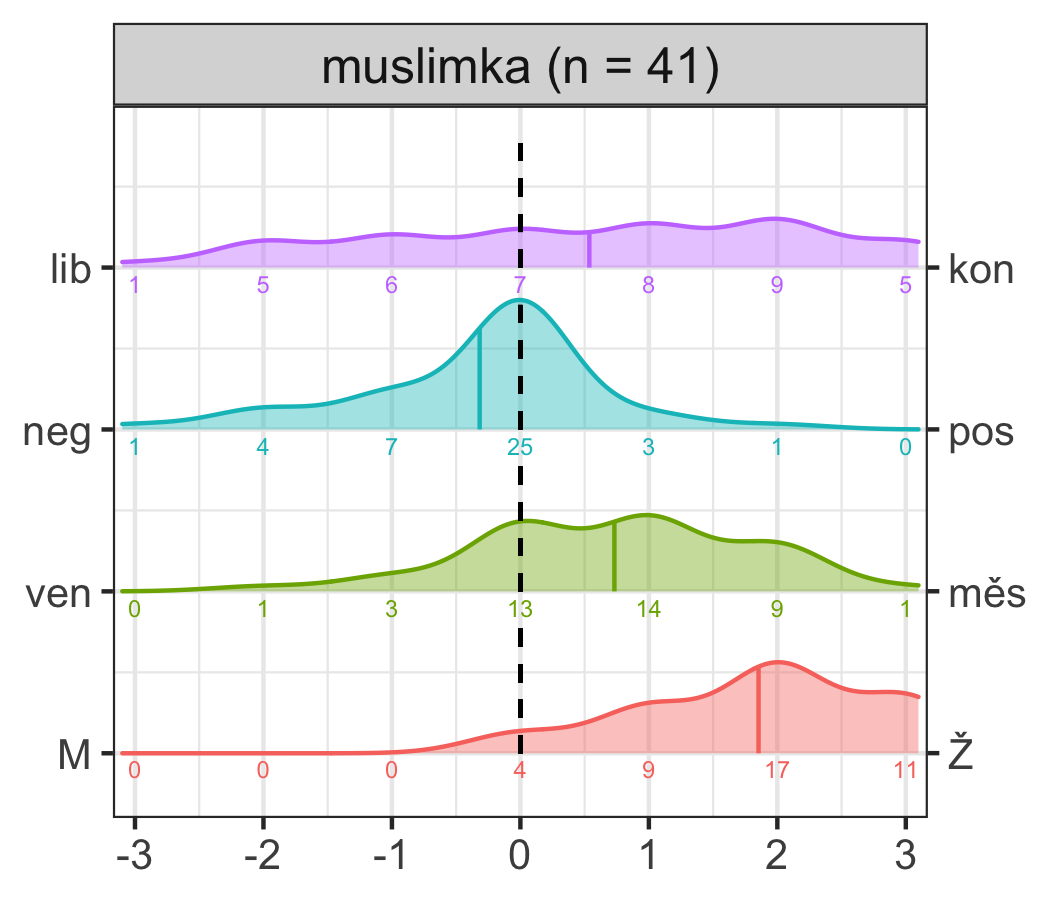 muslimka (n = 41)
lib kon
1 5 6 7 8 9 5
neg pos
1 4 7 25 3 1 0
ven měs
0 1 3 13 14 9 1
M Ž
0 0 0 4 9 17 11
-3 -2 -1 0 1 2 3